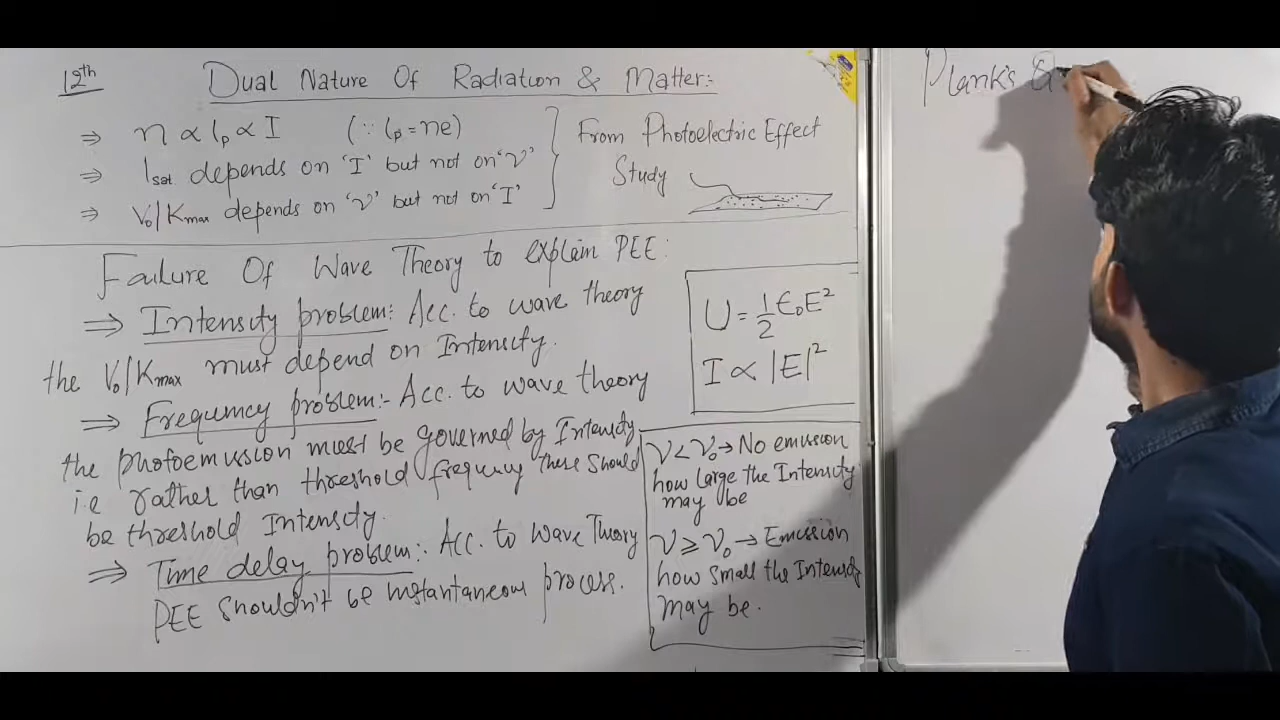 12th
Dual Nature Of Radiation & Matter:
⇒ n ∝ ip ∝ I (∵ ip = ne)
⇒ Isat. depends on 'I' but not on 'ν'
⇒ V₀/Kmax depends on 'ν' but not on 'I'
From Photoelectric Effect
Study
Failure Of Wave Theory to explain PEE:
⇒ Intensity problem: Acc. to wave theory
the V₀/Kmax must depend on Intensity.
⇒ Frequency problem:- Acc. to wave theory
the photoemission must be governed by Intensity
i.e rather than threshold frequency there should
be threshold Intensity.
⇒ Time delay problem:. Acc. to Wave Theory
PEE shouldn't be instantaneous process.
U = 1/2 ε₀E²
I ∝ |E|²
ν < ν₀ → No emission
how large the Intensity
may be
ν ≥ ν₀ → Emission
how small the Intensity
may be.
Plank's